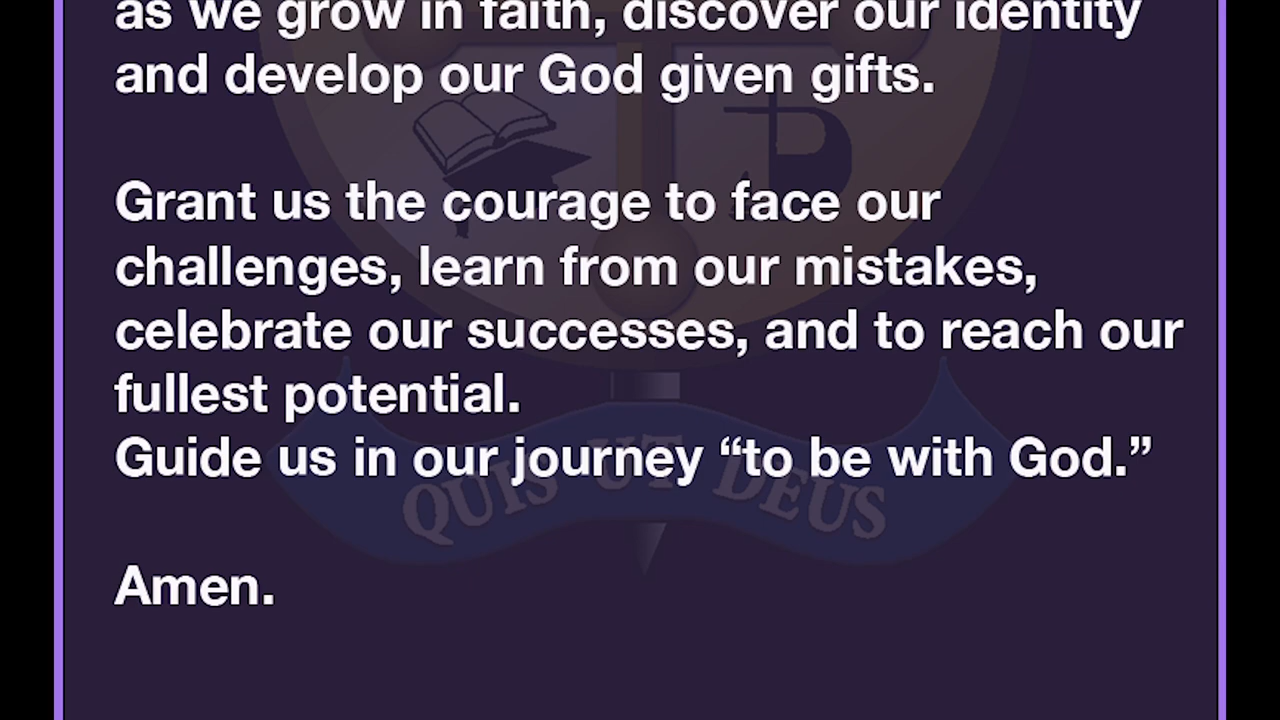 as we grow in faith, discover our identity
and develop our God given gifts.
Grant us the courage to face our
challenges, learn from our mistakes,
celebrate our successes, and to reach our
fullest potential.
Guide us in our journey “to be with God.”
QUIS UT DEUS
Amen.